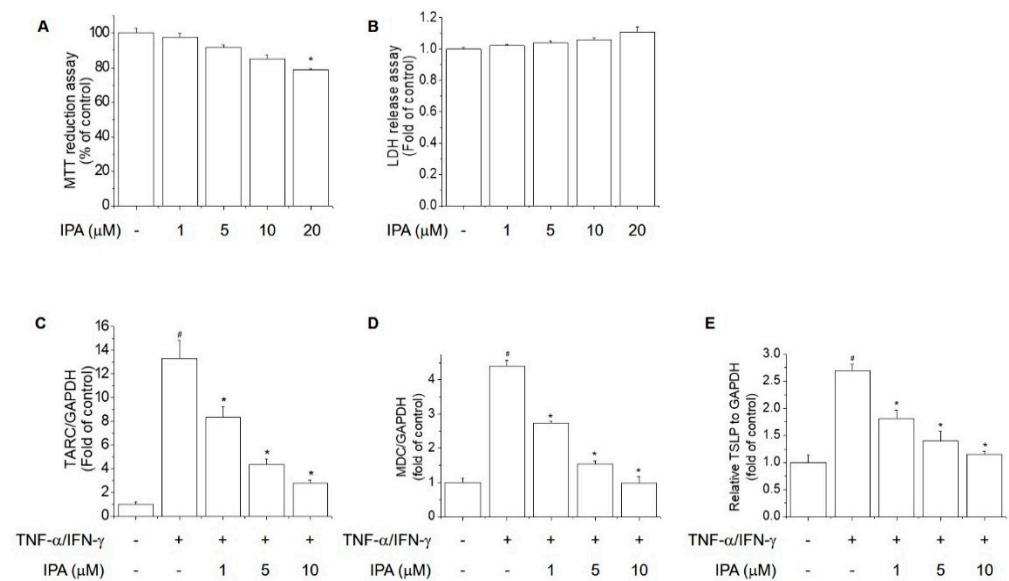 A
MTT reduction assay
(% of control)
100
80
60
40
20
0
*
IPA (μM) - 1 5 10 20
B
LDH release assay
(Fold of control)
1.2
1.0
0.8
0.6
0.4
0.2
0.0
IPA (μM) - 1 5 10 20
C
TARC/GAPDH
(Fold of control)
16
14
12
10
8
6
4
2
0
#
*
*
*
TNF-α/IFN-γ - + + + +
IPA (μM) - - 1 5 10
D
MDC/GAPDH
(fold of control)
4
2
1
0
#
*
*
*
TNF-α/IFN-γ - + + + +
IPA (μM) - - 1 5 10
E
Relative TSLP to GAPDH
(fold of control)
3.0
2.5
2.0
1.5
1.0
0.5
0.0
#
*
*
*
TNF-α/IFN-γ - + + + +
IPA (μM) - - 1 5 10